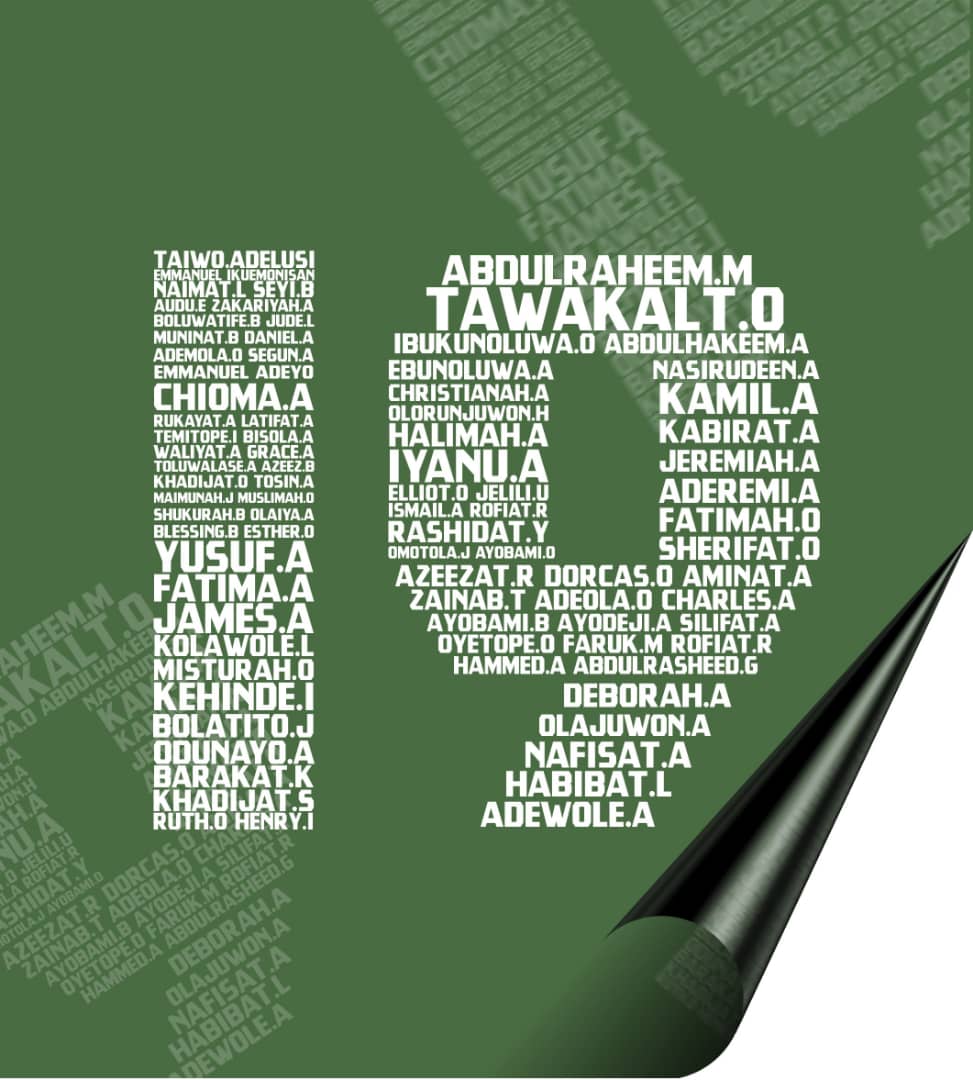 TAIWO.ADELUSI
EMMANUEL IKUEMONISAN
NAIMAT.L SEYI.B
AUDU.E ZAKARIYAH.A
BOLUWATIFE.B JUDE.L
MUNINAT.B DANIEL.A
ADEMOLA.O SEGUN.A
EMMANUEL ADEYO
CHIOMA.A
RUKAYAT.A LATIFAT.A
TEMITOPE.I BISOLA.A
WALIYAT.A GRACE.A
TOLUWALASE.A AZEEZ.B
KHADIJAT.O TOSIN.A
MAIMUNAH.J MUSLIMAH.O
SHUKURAH.B OLAIYA.A
BLESSING.B ESTHER.O
YUSUF.A
FATIMA.A
JAMES.A
KOLAWOLE.L
MISTURAH.O
KEHINDE.I
BOLATITO.J
ODUNAYO.A
BARAKAT.K
KHADIJAT.S
RUTH.O HENRY.I
ABDULRAHEEM.M
TAWAKALT.O
IBUKUNOLUWA.O ABDULHAKEEM.A
EBUNOLUWA.A
CHRISTIANAH.A
OLORUNJUWON.H
HALIMAH.A
IYANU.A
ELLIOT.O JELILI.U
ISMAIL.A ROFIAT.R
RASHIDAT.Y
OMOTOLA.J AYOBAMI.O
NASIRUDEEN.A
KAMIL.A
KABIRAT.A
JEREMIAH.A
ADEREMI.A
FATIMAH.O
SHERIFAT.O
AZEEZAT.R DORCAS.O AMINAT.A
ZAINAB.T ADEOLA.O CHARLES.A
AYOBAMI.B AYODEJI.A SILIFAT.A
OYETOPE.O FARUK.M ROFIAT.R
HAMMED.A ABDULRASHEED.G
DEBORAH.A
OLAJUWON.A
NAFISAT.A
HABIBAT.L
ADEWOLE.A